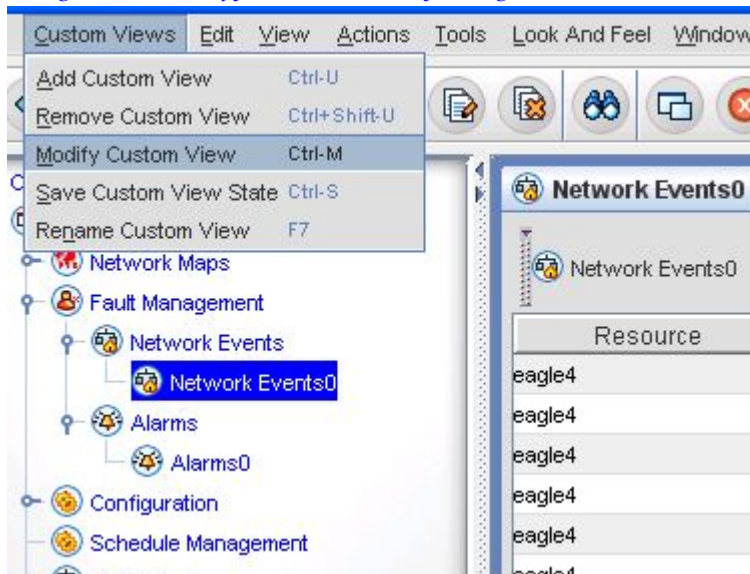 Custom Views Edit View Actions Tools Look And Feel Window
Add Custom View Ctrl-U
Remove Custom View Ctrl+Shift-U
Modify Custom View Ctrl-M
Save Custom View State Ctrl-S
Rename Custom View F7
Network Maps
Fault Management
Network Events
Network Events0
Alarms
Alarms0
Configuration
Schedule Management
Network Events0
Network Events0
Resource
eagle4
eagle4
eagle4
eagle4
eagle4
eagle4